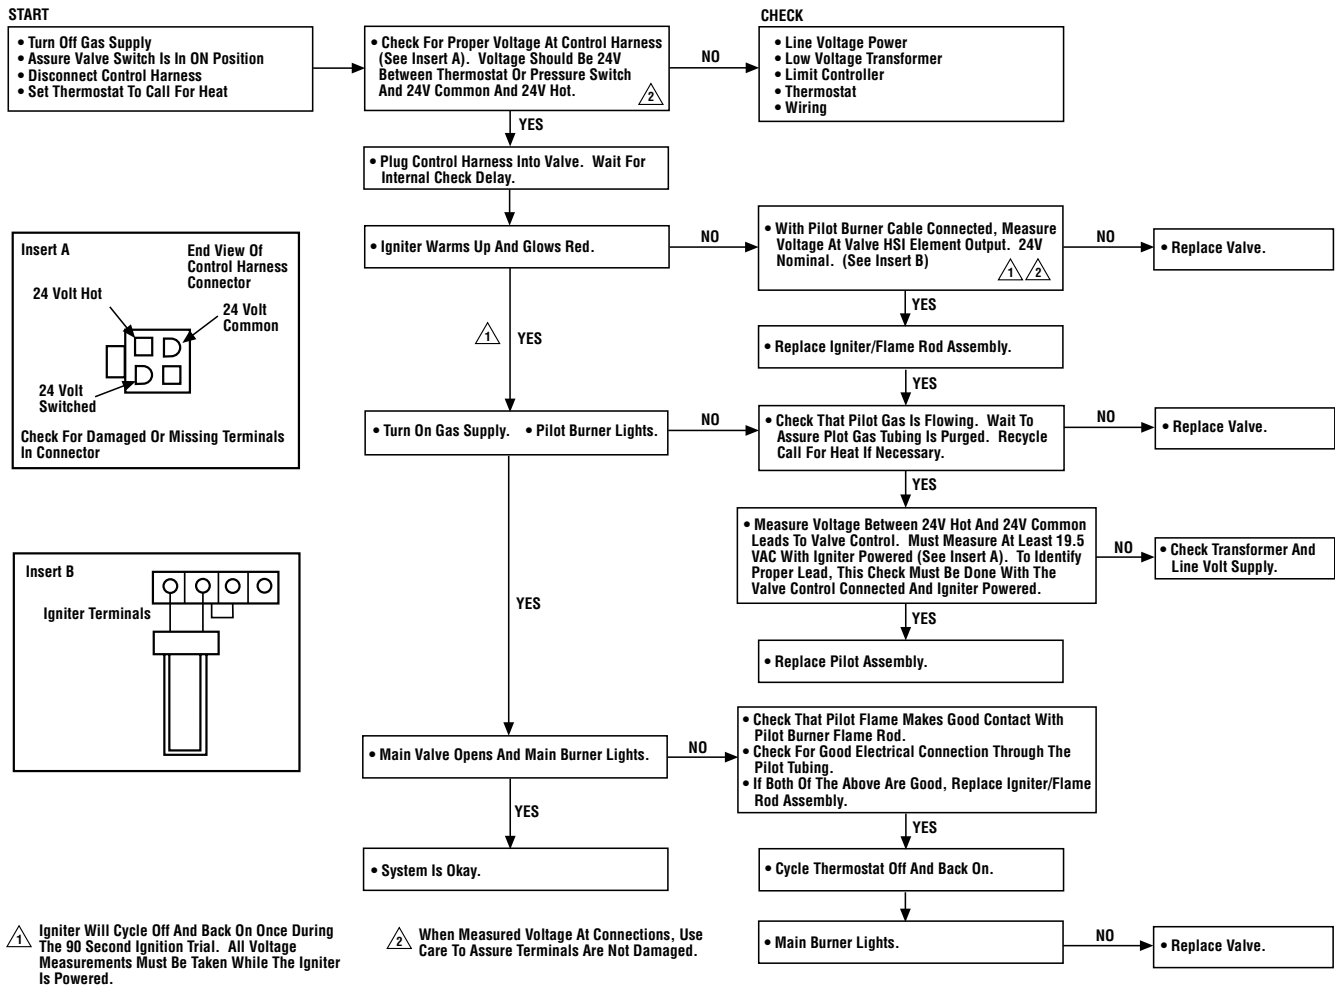 START
• Turn Off Gas Supply
• Assure Valve Switch Is In ON Position
• Disconnect Control Harness
• Set Thermostat To Call For Heat
• Check For Proper Voltage At Control Harness
(See Insert A). Voltage Should Be 24V
Between Thermostat Or Pressure Switch
And 24V Common And 24V Hot.
2
NO
CHECK
• Line Voltage Power
• Low Voltage Transformer
• Limit Controller
• Thermostat
• Wiring
YES
• Plug Control Harness Into Valve. Wait For
Internal Check Delay.
• Igniter Warms Up And Glows Red.
NO
• With Pilot Burner Cable Connected, Measure
Voltage At Valve HSI Element Output. 24V
Nominal. (See Insert B)
1 2
NO
• Replace Valve.
YES
• Replace Igniter/Flame Rod Assembly.
YES
1
YES
• Turn On Gas Supply. • Pilot Burner Lights.
NO
• Check That Pilot Gas Is Flowing. Wait To
Assure Plot Gas Tubing Is Purged. Recycle
Call For Heat If Necessary.
NO
• Replace Valve.
YES
• Measure Voltage Between 24V Hot And 24V Common
Leads To Valve Control. Must Measure At Least 19.5
VAC With Igniter Powered (See Insert A). To Identify
Proper Lead, This Check Must Be Done With The
Valve Control Connected And Igniter Powered.
NO
• Check Transformer And
Line Volt Supply.
YES
• Replace Pilot Assembly.
YES
• Main Valve Opens And Main Burner Lights.
NO
• Check That Pilot Flame Makes Good Contact With
Pilot Burner Flame Rod.
• Check For Good Electrical Connection Through The
Pilot Tubing.
• If Both Of The Above Are Good, Replace Igniter/Flame
Rod Assembly.
YES
• Cycle Thermostat Off And Back On.
• Main Burner Lights.
NO
• Replace Valve.
YES
• System Is Okay.
Insert A
End View Of
Control Harness
Connector
24 Volt Hot
24 Volt
Common
24 Volt
Switched
Check For Damaged Or Missing Terminals
In Connector
Insert B
Igniter Terminals
1
Igniter Will Cycle Off And Back On Once During
The 90 Second Ignition Trial. All Voltage
Measurements Must Be Taken While The Igniter
Is Powered.
2
When Measured Voltage At Connections, Use
Care To Assure Terminals Are Not Damaged.